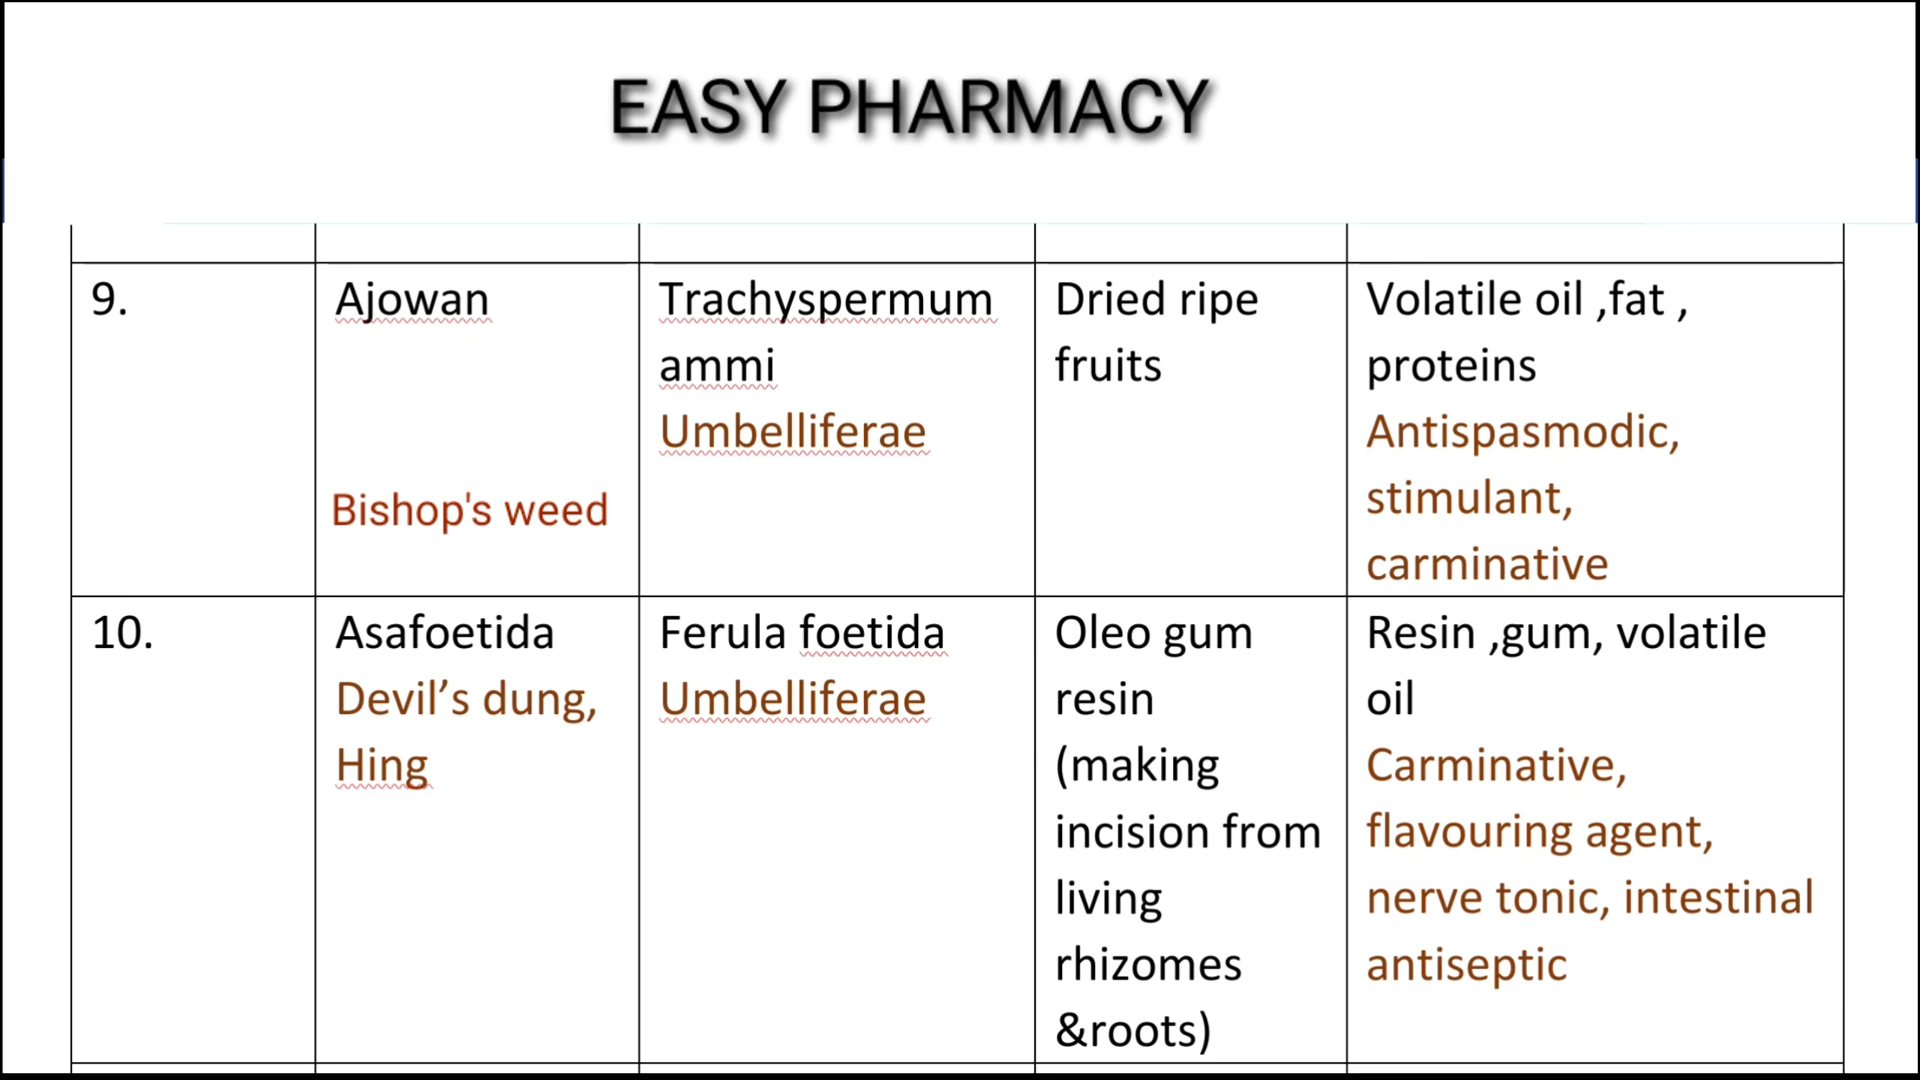 EASY PHARMACY
9.
Ajowan
Bishop's weed
Trachyspermum
ammi
Umbelliferae
Dried ripe
fruits
Volatile oil ,fat ,
proteins
Antispasmodic,
stimulant,
carminative
10.
Asafoetida
Devil’s dung,
Hing
Ferula foetida
Umbelliferae
Oleo gum
resin
(making
incision from
living
rhizomes
&roots)
Resin ,gum, volatile
oil
Carminative,
flavouring agent,
nerve tonic, intestinal
antiseptic